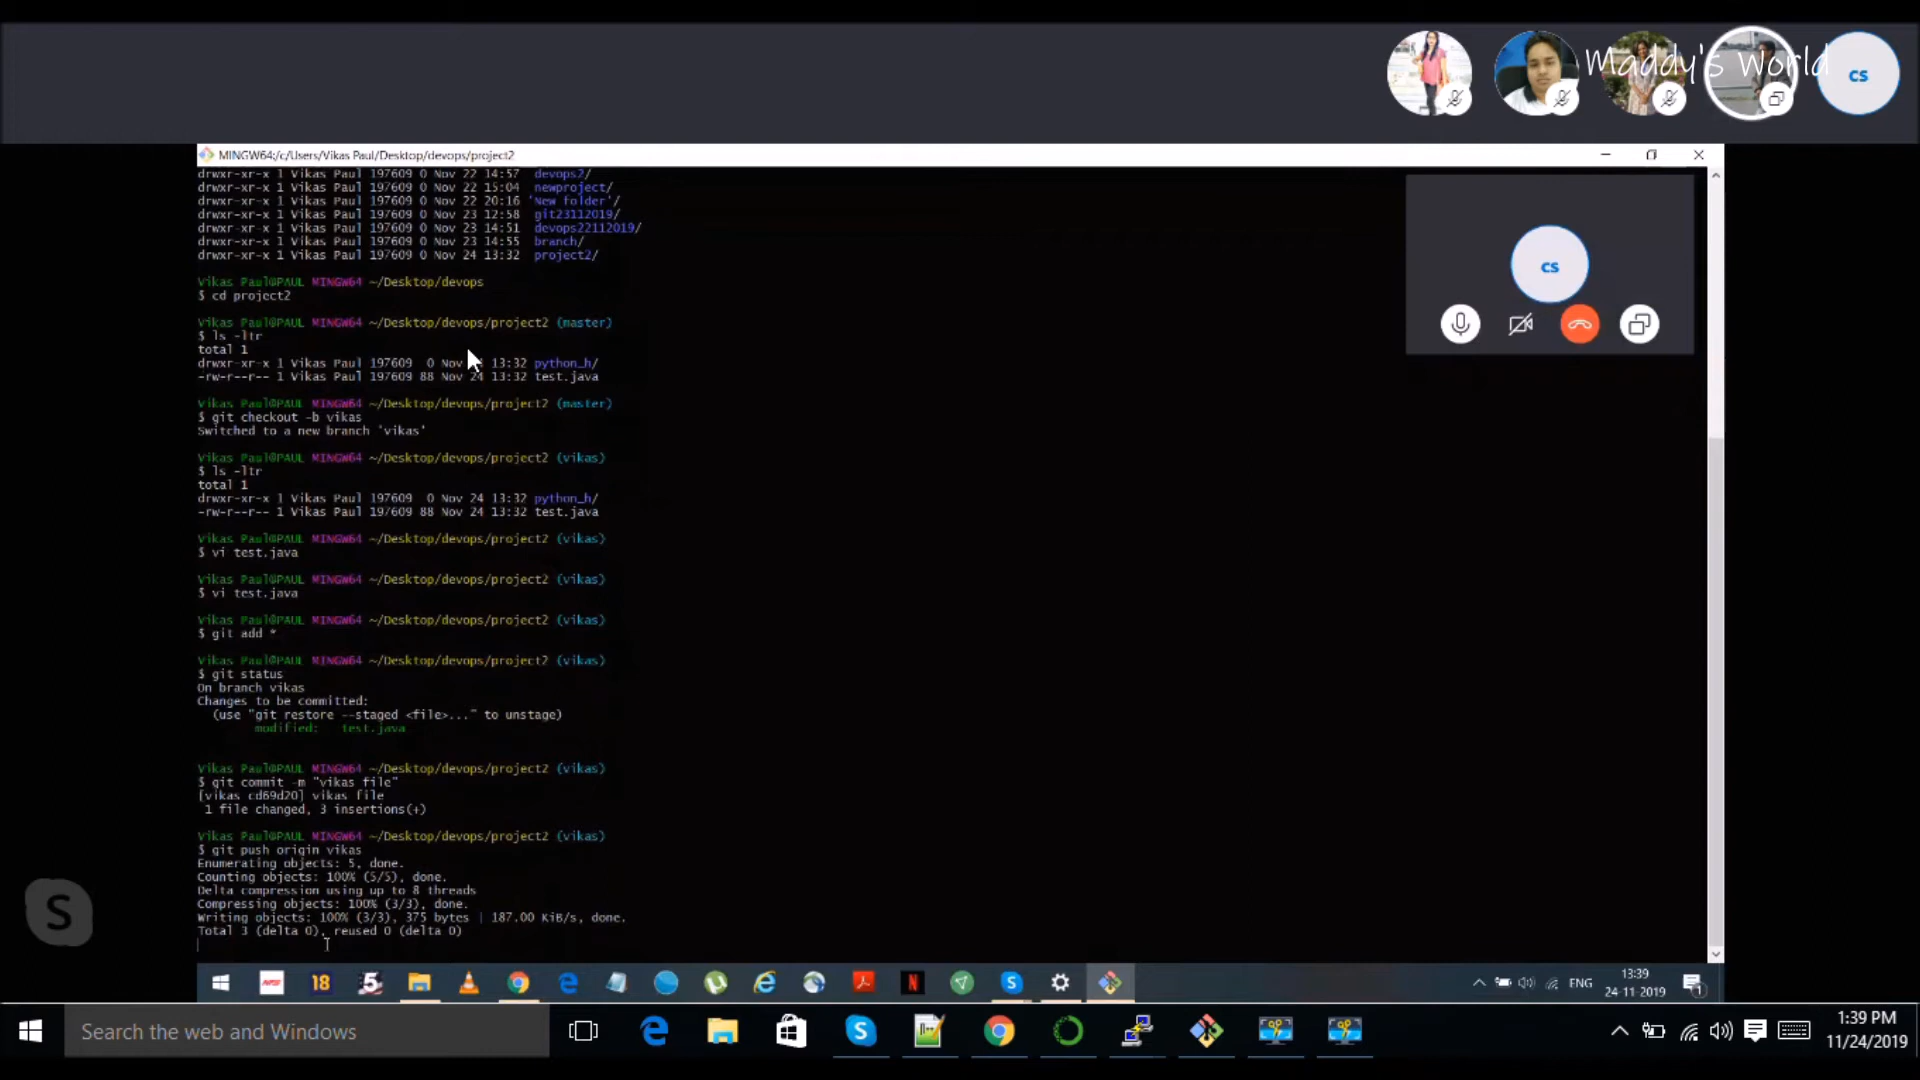 Maddy's World
cs
MINGW64:/c/Users/Vikas Paul/Desktop/devops/project2
drwxr-xr-x 1 Vikas Paul 197609 0 Nov 22 14:57 devops2/
drwxr-xr-x 1 Vikas Paul 197609 0 Nov 22 15:04 newproject/
drwxr-xr-x 1 Vikas Paul 197609 0 Nov 22 20:16 'New folder'/
drwxr-xr-x 1 Vikas Paul 197609 0 Nov 23 12:58 git23112019/
drwxr-xr-x 1 Vikas Paul 197609 0 Nov 23 14:51 devops22112019/
drwxr-xr-x 1 Vikas Paul 197609 0 Nov 23 14:55 branch/
drwxr-xr-x 1 Vikas Paul 197609 0 Nov 24 13:32 project2/
cs
Vikas Paul@PAUL MINGW64 ~/Desktop/devops
$ cd project2
Vikas Paul@PAUL MINGW64 ~/Desktop/devops/project2 (master)
$ ls -ltr
total 1
drwxr-xr-x 1 Vikas Paul 197609 0 Nov 13:32 python_h/
-rw-r--r-- 1 Vikas Paul 197609 88 Nov 24 13:32 test.java
Vikas Paul@PAUL MINGW64 ~/Desktop/devops/project2 (master)
$ git checkout -b vikas
Switched to a new branch 'vikas'
Vikas Paul@PAUL MINGW64 ~/Desktop/devops/project2 (vikas)
$ ls -ltr
total 1
drwxr-xr-x 1 Vikas Paul 197609 0 Nov 24 13:32 python_h/
-rw-r--r-- 1 Vikas Paul 197609 88 Nov 24 13:32 test.java
Vikas Paul@PAUL MINGW64 ~/Desktop/devops/project2 (vikas)
$ vi test.java
Vikas Paul@PAUL MINGW64 ~/Desktop/devops/project2 (vikas)
$ vi test.java
Vikas Paul@PAUL MINGW64 ~/Desktop/devops/project2 (vikas)
$ git add *
Vikas Paul@PAUL MINGW64 ~/Desktop/devops/project2 (vikas)
$ git status
On branch vikas
Changes to be committed:
(use "git restore --staged <file>..." to unstage)
modified: test.java
Vikas Paul@PAUL MINGW64 ~/Desktop/devops/project2 (vikas)
$ git commit -m "vikas file"
[vikas cd69d20] vikas file
1 file changed, 3 insertions(+)
Vikas Paul@PAUL MINGW64 ~/Desktop/devops/project2 (vikas)
$ git push origin vikas
Enumerating objects: 5, done.
Counting objects: 100% (5/5), done.
Delta compression using up to 8 threads
Compressing objects: 100% (3/3), done.
Writing objects: 100% (3/3), 375 bytes | 187.00 KiB/s, done.
Total 3 (delta 0), reused 0 (delta 0)
18 5 N ENG 13:39
24-11-2019
Search the web and Windows
1:39 PM
11/24/2019